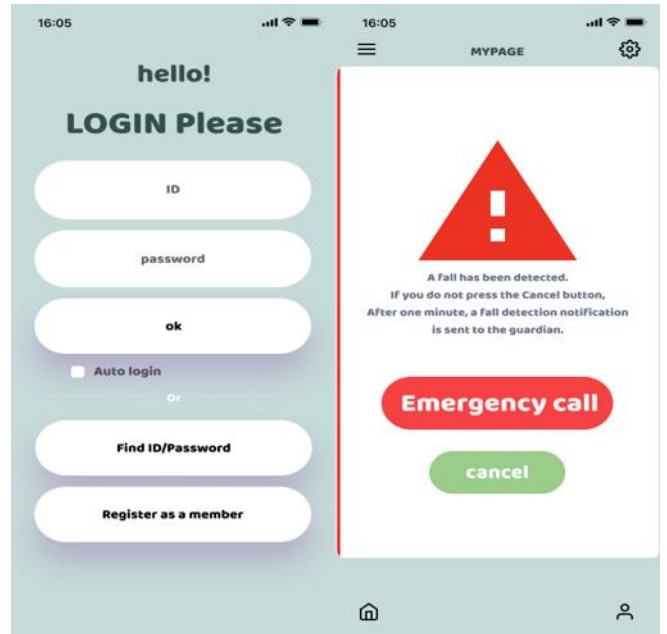 16:05
hello!
LOGIN Please
ID
password
ok
Auto login
Or
Find ID/Password
Register as a member
16:05
MYPAGE
!
A fall has been detected.
If you do not press the Cancel button,
After one minute, a fall detection notification
is sent to the guardian.
Emergency call
cancel